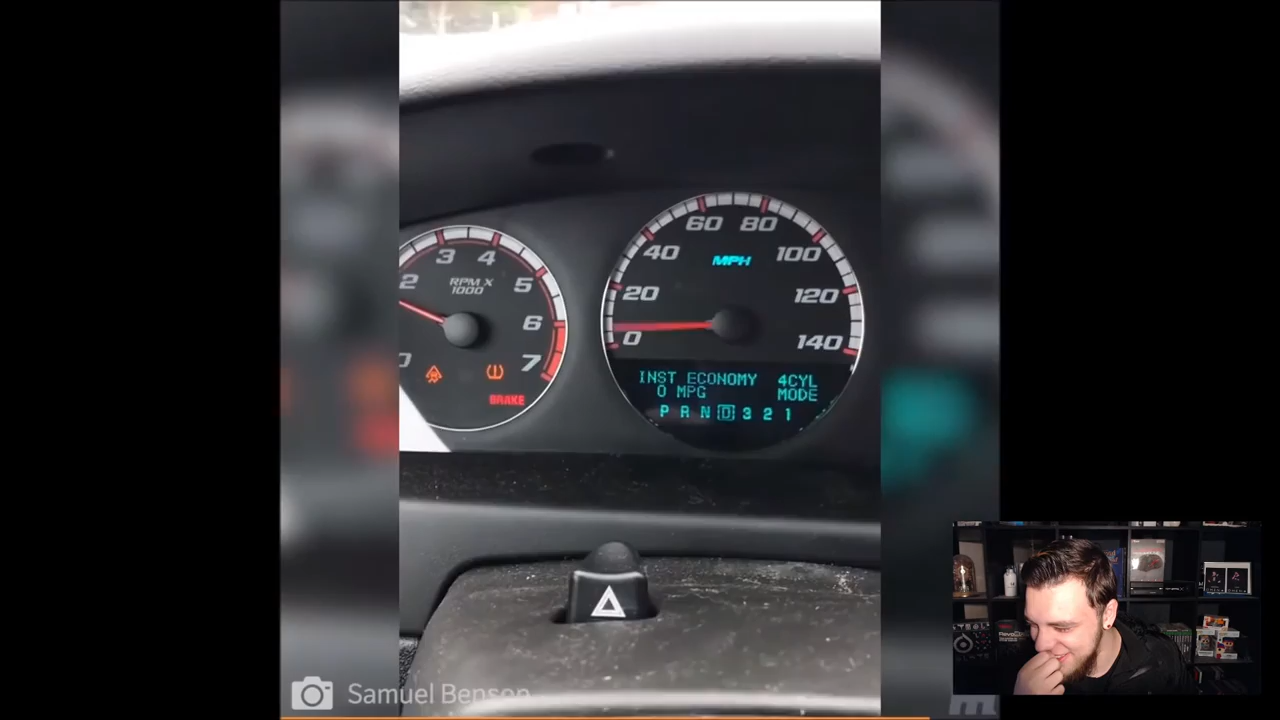 2 3 4 5 6 7
RPM X
1000
BRAKE
0 20 40 60 80 100 120 140
MPH
INST ECONOMY 4CYL
0 MPG MODE
P R N D 3 2 1
Samuel Benson